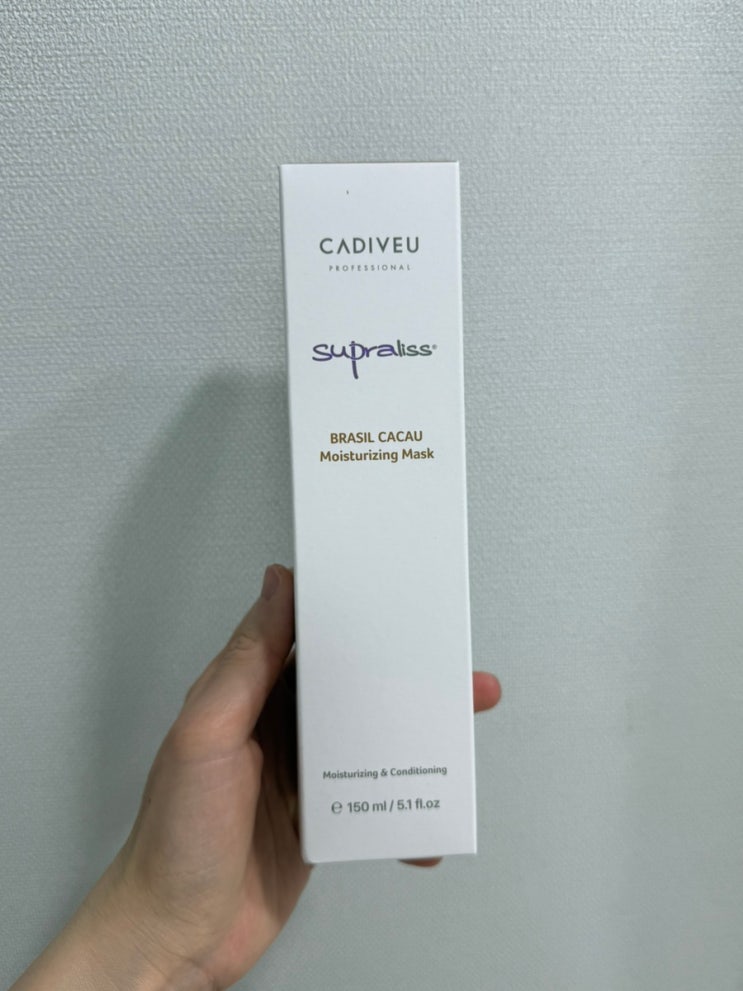 CADIVEU
PROFESSIONAL
supraliss®
BRASIL CACAU
Moisturizing Mask
Moisturizing & Conditioning
℮ 150 ml / 5.1 fl.oz